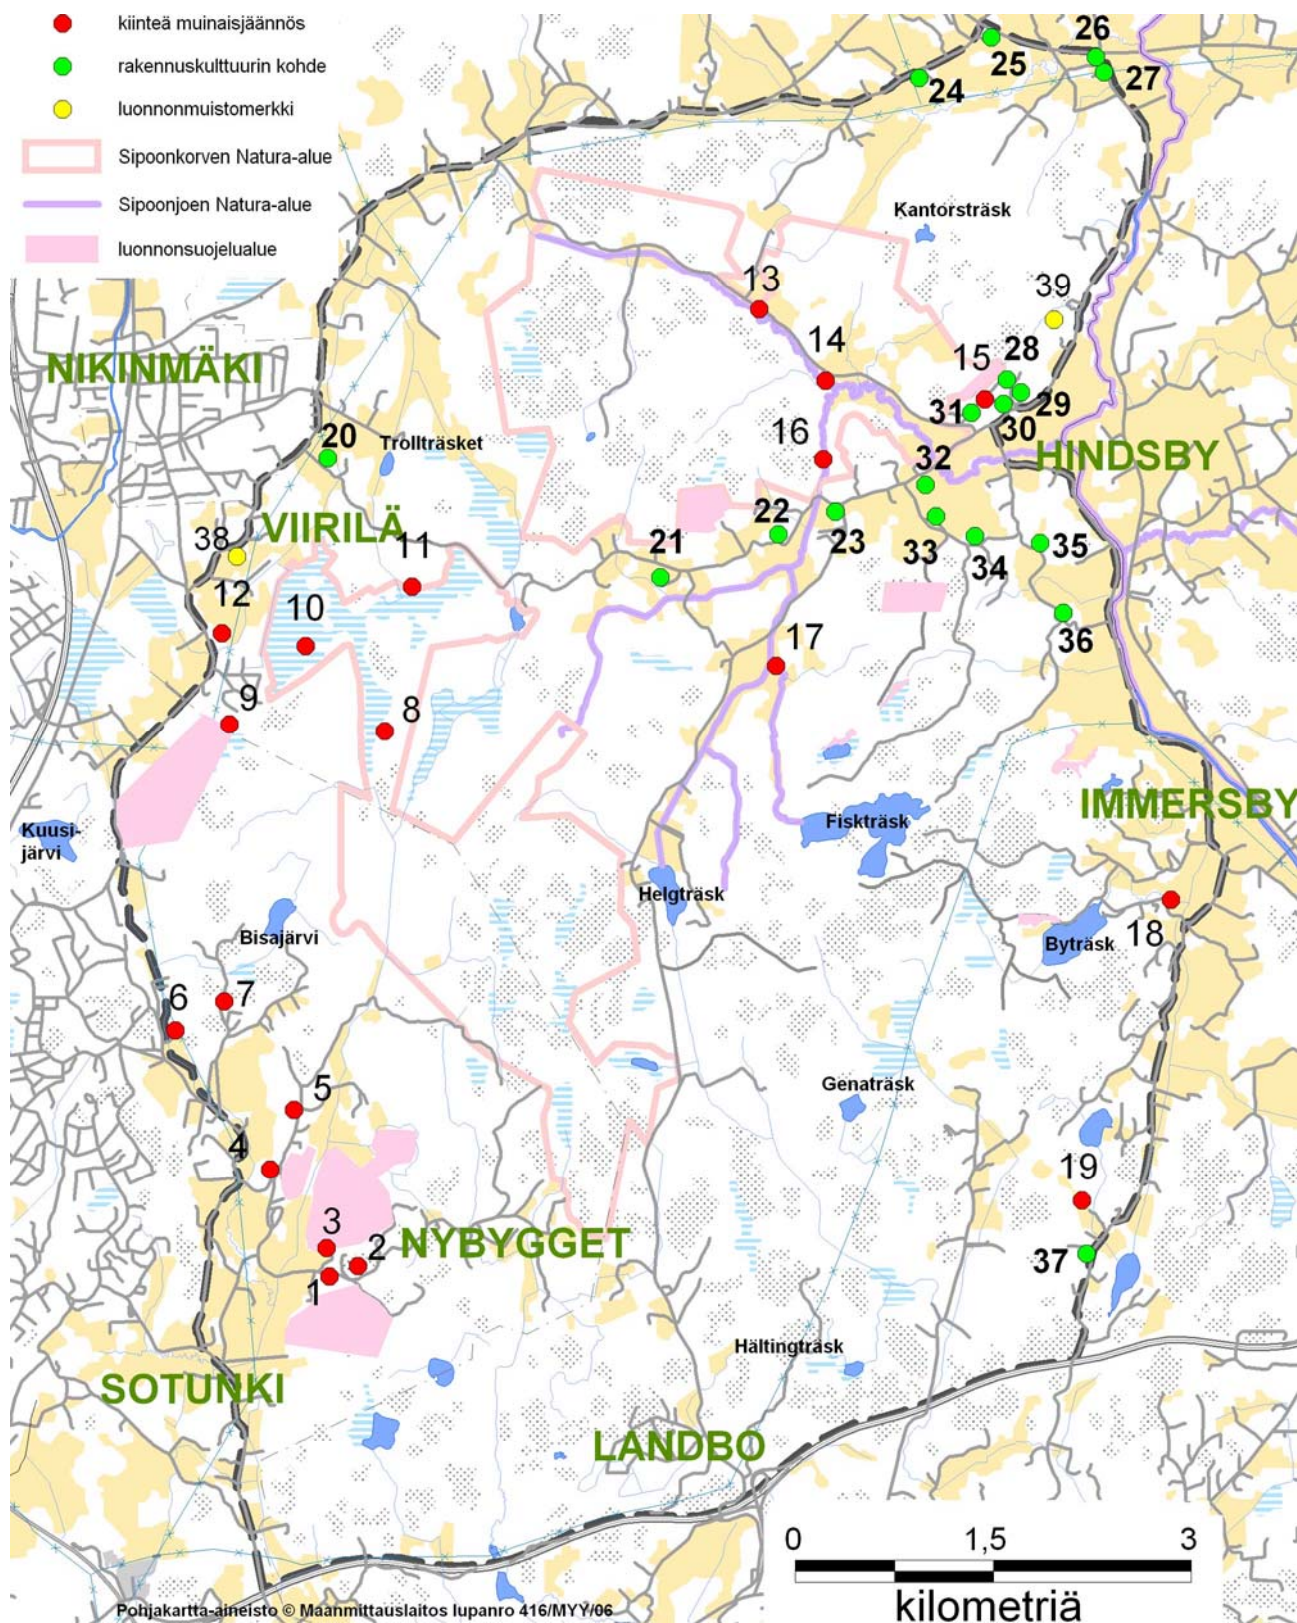 kiinteä muinaisjäännös
rakennuskulttuurin kohde
luonnonmuistomerkki
Sipoonkorven Natura-alue
Sipoonjoen Natura-alue
luonnonsuojelualue
26
25
27
24
Kantorsträsk
13
39
14
28
15
NIKINMÄKI
31
29
30
20
Trollträsket
16
32
HINDSBY
VIIRILÄ
38
11
21
22
23
33
34
35
12
10
36
17
9
8
IMMERSBY
Kuusi-
järvi
Fiskträsk
Helgträsk
Bisajärvi
Byträsk
18
6
7
5
Genaträsk
4
19
3
2
NYBYGGET
1
37
Hältingträsk
SOTUNKI
LANDBO
0
1,5
3
kilometriä
Pohjakartta-aineisto © Maanmittauslaitos lupanro 416/MYY/06